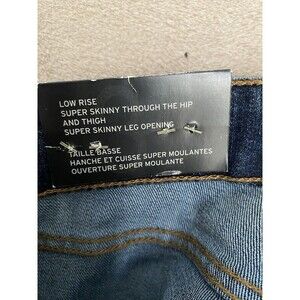 LOW RISE
SUPER SKINNY THROUGH THE HIP
AND THIGH
SUPER SKINNY LEG OPENING
TAILLE BASSE
HANCHE ET CUISSE SUPER MOULANTES
OUVERTURE SUPER MOULANTE